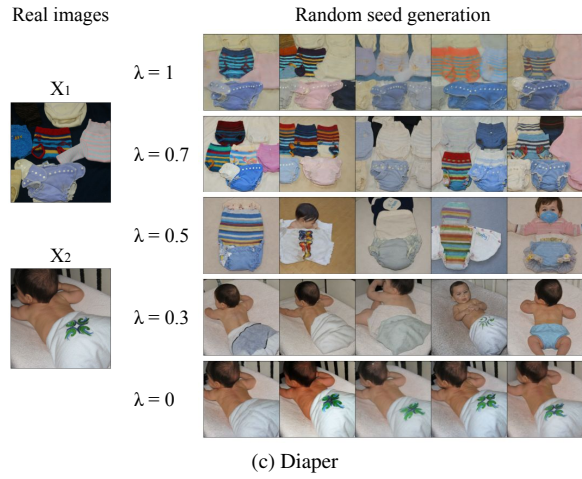 Real images
Random seed generation
X1
λ = 1
λ = 0.7
λ = 0.5
X2
λ = 0.3
λ = 0
(c) Diaper